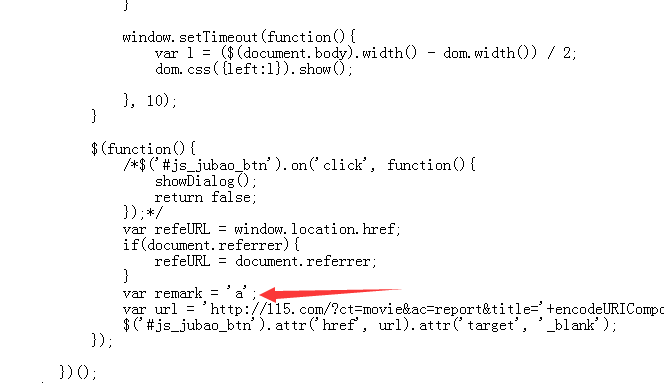 }
window.setTimeout(function(){
var l = ($(document.body).width() - dom.width()) / 2;
dom.css({left:l}).show();
}, 10);
}
$(function(){
/*$('#js_jubao_btn').on('click', function(){
showDialog();
return false;
});*/
var refeURL = window.location.href;
if(document.referrer){
refeURL = document.referrer;
}
var remark = 'a';
var url = 'http://115.com/?ct=movie&ac=report&title='+encodeURICompo
$('#js_jubao_btn').attr('href', url).attr('target', '_blank');
});
})();